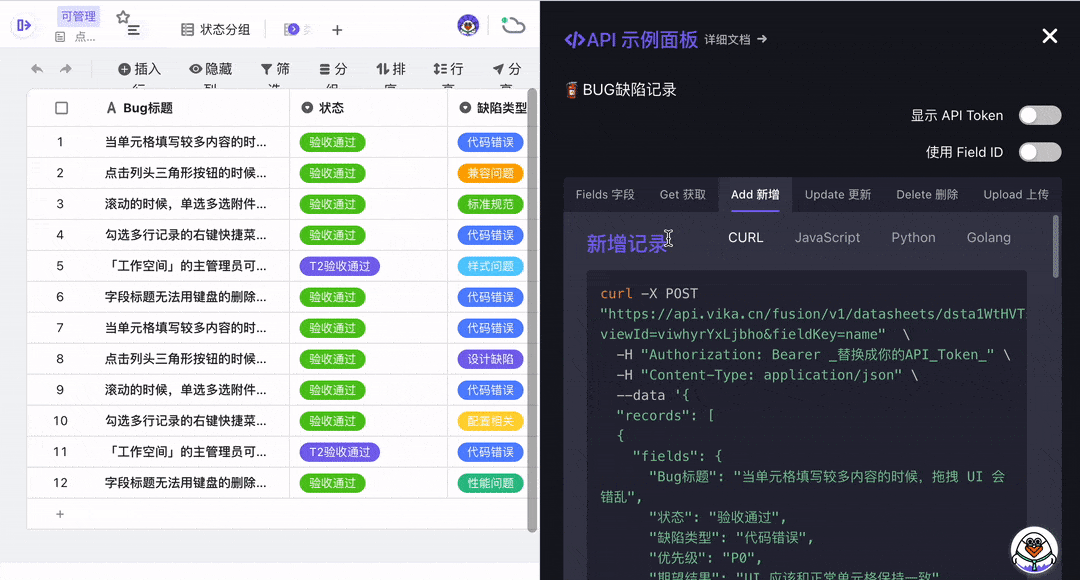 可管理
点...
状态分组
插入行
隐藏列
筛选
分组
排序
行高
分
Bug标题 状态 缺陷类型
1 当单元格填写较多内容的时... 验收通过 代码错误
2 点击列头三角形按钮的时候... 验收通过 兼容问题
3 滚动的时候，单选多选附件... 验收通过 标准规范
4 勾选多行记录的右键快捷菜... 验收通过 代码错误
5 「工作空间」的主管理员可... T2验收通过 样式问题
6 字段标题无法用键盘的删除... 验收通过 代码错误
7 当单元格填写较多内容的时... 验收通过 代码错误
8 点击列头三角形按钮的时候... 验收通过 设计缺陷
9 滚动的时候，单选多选附件... 验收通过 代码错误
10 勾选多行记录的右键快捷菜... 验收通过 配置相关
11 「工作空间」的主管理员可... T2验收通过 代码错误
12 字段标题无法用键盘的删除... 验收通过 性能问题
</>API 示例面板 详细文档 →
BUG缺陷记录
显示 API Token
使用 Field ID
Fields 字段 Get 获取 Add 新增 Update 更新 Delete 删除 Upload 上传
新增记录 CURL JavaScript Python Golang
curl -X POST
"https://api.vika.cn/fusion/v1/datasheets/dsta1WtHVT
viewId=viwhyrYxLjbho&fieldKey=name" \
-H "Authorization: Bearer _替换成你的API_Token_" \
-H "Content-Type: application/json" \
--data '{
"records": [
{
"fields": {
"Bug标题": "当单元格填写较多内容的时候，拖拽 UI 会
错乱",
"状态": "验收通过",
"缺陷类型": "代码错误",
"优先级": "P0",
"期望结果": "UI 应该和正常单元格保持一致"